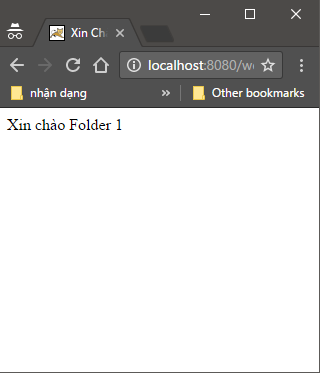 Xin Ch
localhost:8080/w
nhận dạng
»
Other bookmarks
Xin chào Folder 1